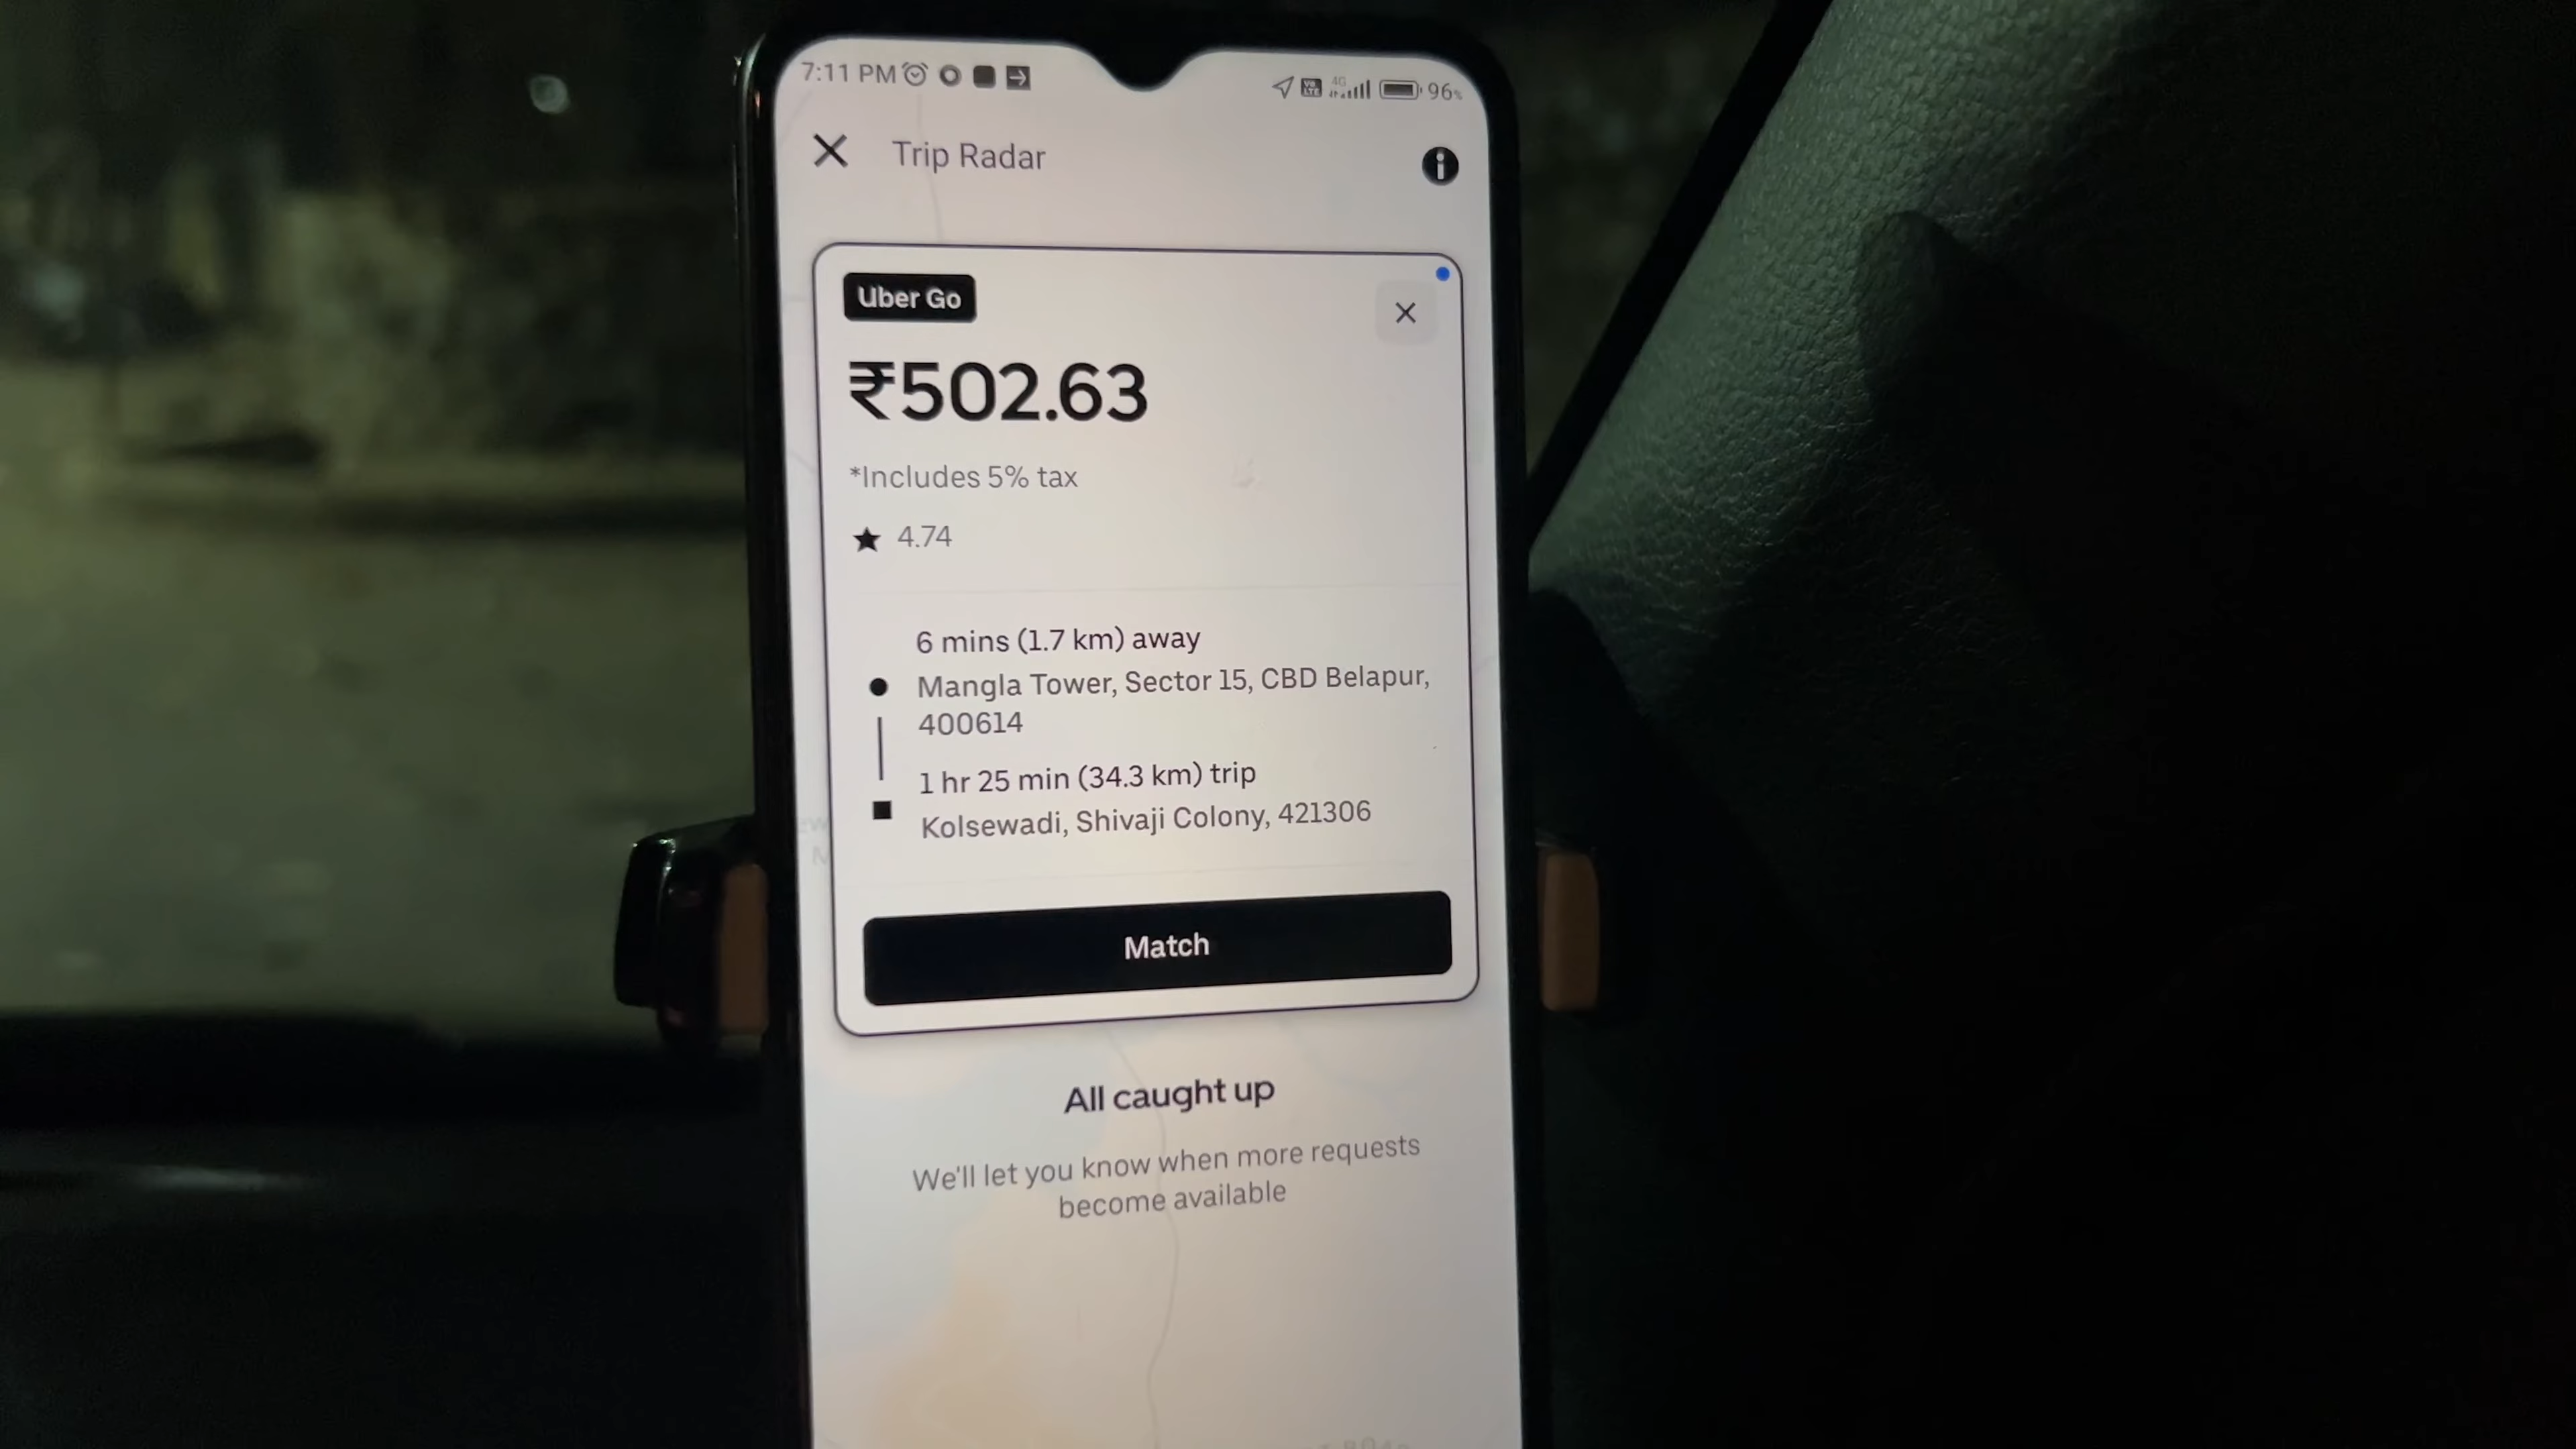 7:11 PM
4G
96%
Trip Radar
Uber Go
₹502.63
*Includes 5% tax
4.74
6 mins (1.7 km) away
Mangla Tower, Sector 15, CBD Belapur,
400614
1 hr 25 min (34.3 km) trip
Kolsewadi, Shivaji Colony, 421306
Match
All caught up
We'll let you know when more requests
become available